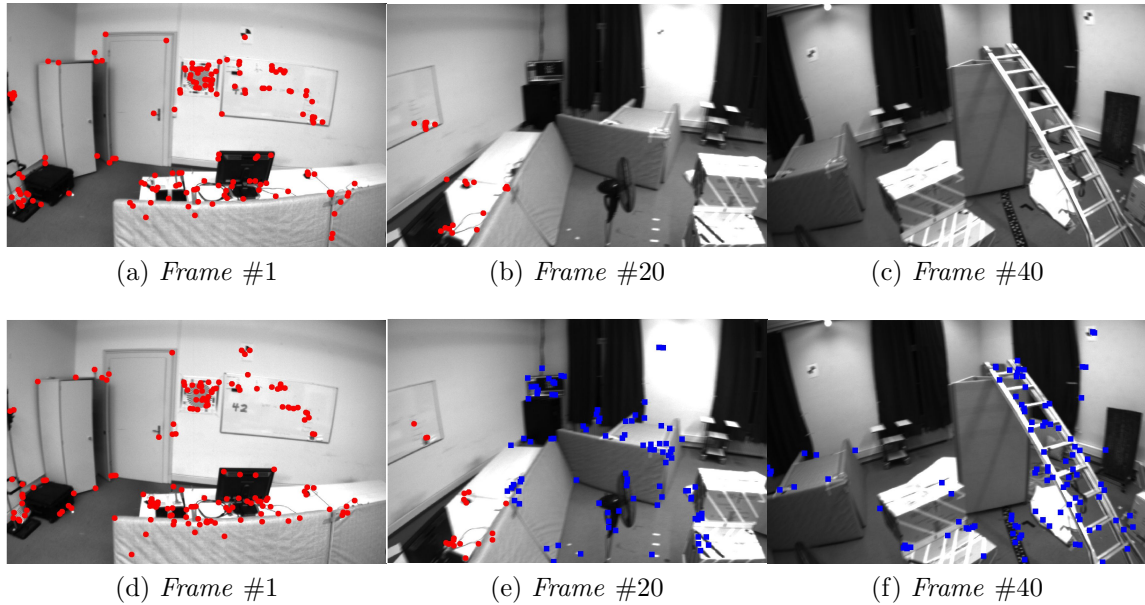 (a) Frame #1
(b) Frame #20
(c) Frame #40
42
(d) Frame #1
(e) Frame #20
(f) Frame #40